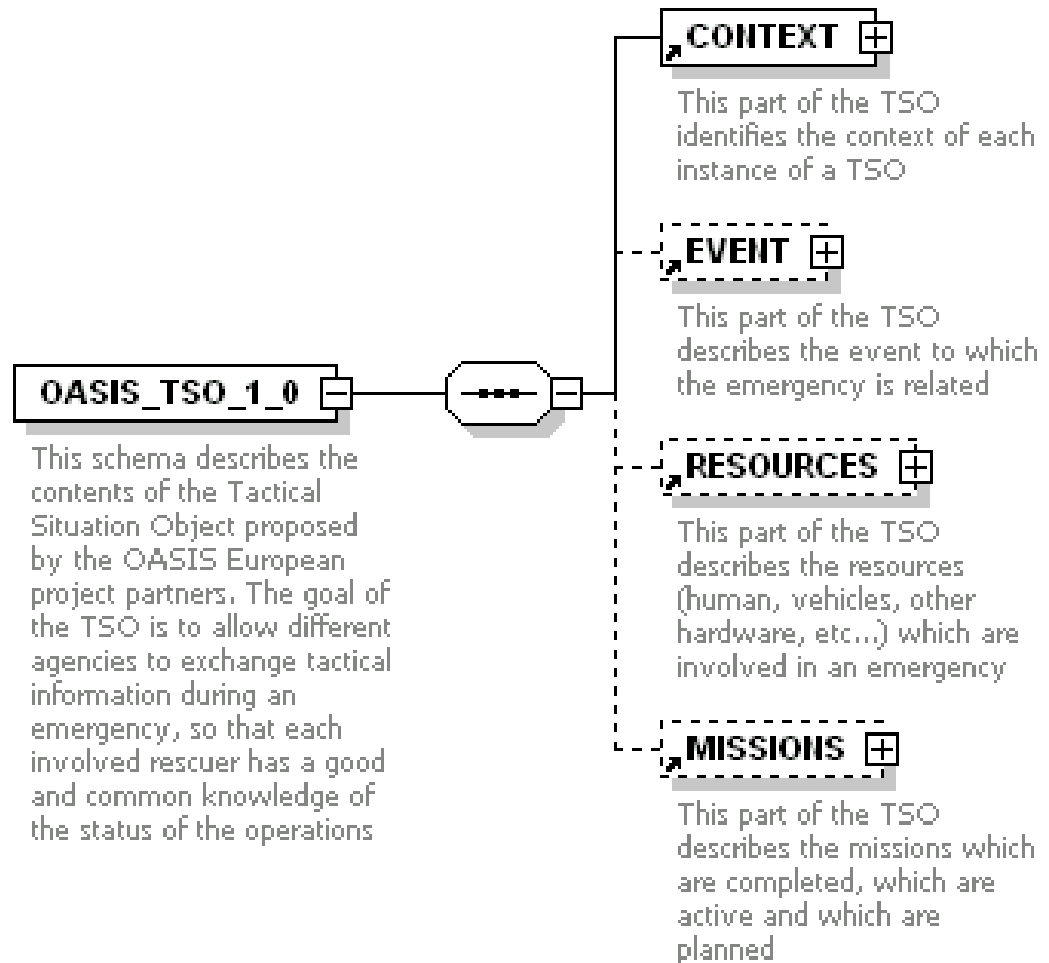 CONTEXT
This part of the TSO
identifies the context of each
instance of a TSO
EVENT
This part of the TSO
describes the event to which
the emergency is related
OASIS_TSO_1_0
This schema describes the
contents of the Tactical
Situation Object proposed
by the OASIS European
project partners. The goal of
the TSO is to allow different
agencies to exchange tactical
information during an
emergency, so that each
involved rescuer has a good
and common knowledge of
the status of the operations
RESOURCES
This part of the TSO
describes the resources
(human, vehicles, other
hardware, etc...) which are
involved in an emergency
MISSIONS
This part of the TSO
describes the missions which
are completed, which are
active and which are
planned